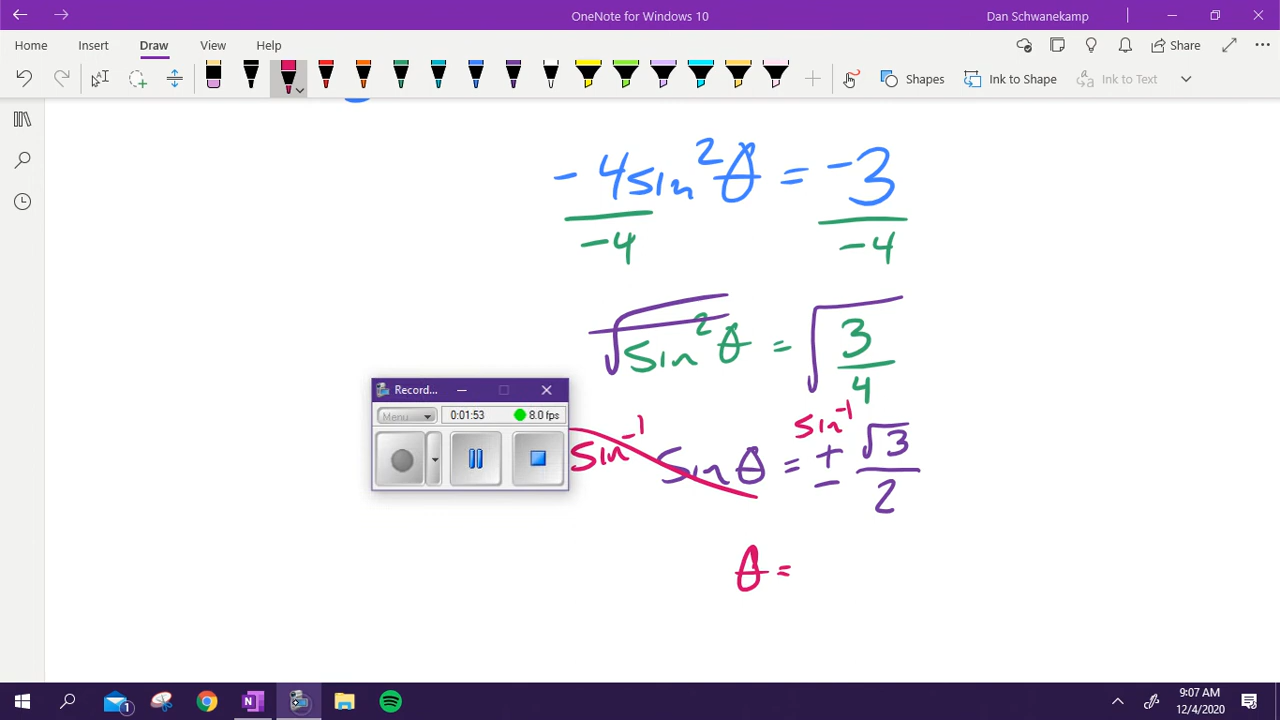 OneNote for Windows 10
Dan Schwanekamp
Home Insert Draw View Help
Share
Shapes Ink to Shape Ink to Text
-4sin²θ = -3
-4 -4
√sin²θ = √3/4
sin⁻¹
sin⁻¹ sinθ = ± √3/2
θ =
Record...
Menu 0:01:53 8.0 fps
1
N
9:07 AM
12/4/2020